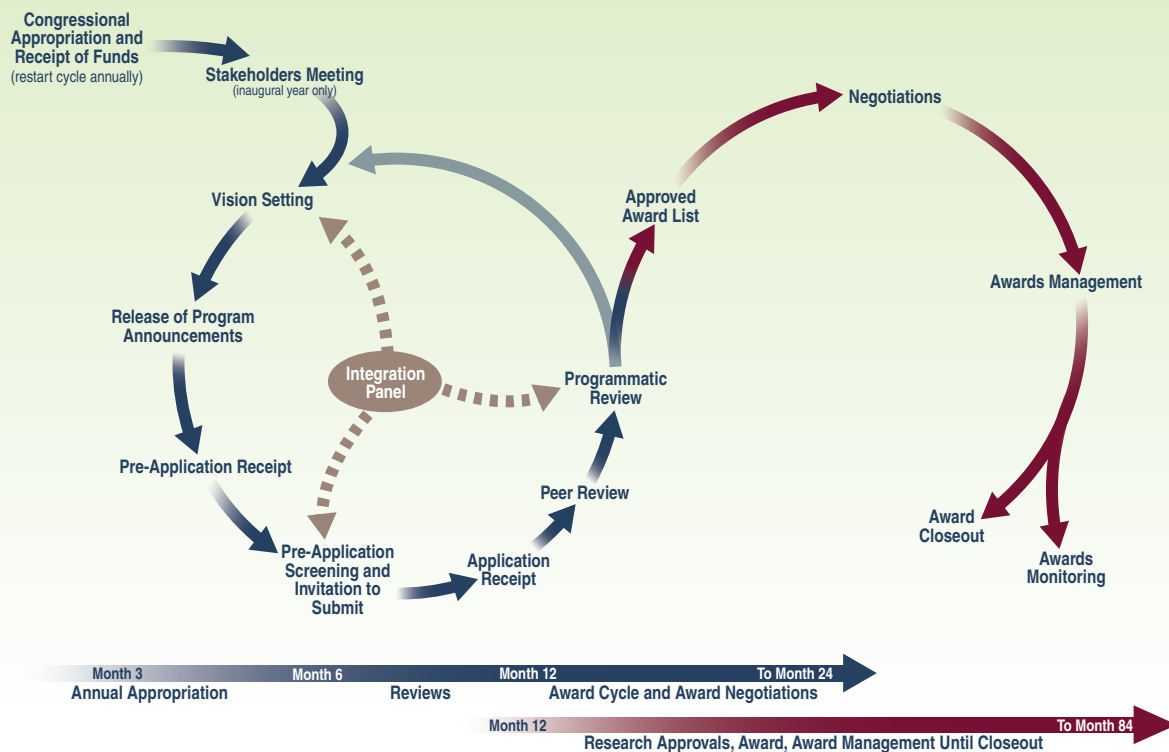 Congressional
Appropriation and
Receipt of Funds
(restart cycle annually)
Stakeholders Meeting
(inaugural year only)
Vision Setting
Release of Program
Announcements
Pre-Application Receipt
Pre-Application
Screening and
Invitation to
Submit
Application
Receipt
Peer Review
Programmatic
Review
Integration
Panel
Approved
Award List
Negotiations
Awards Management
Award
Closeout
Awards
Monitoring
Month 3
Month 6
Month 12
To Month 24
Annual Appropriation
Reviews
Award Cycle and Award Negotiations
Month 12
To Month 84
Research Approvals, Award, Award Management Until Closeout